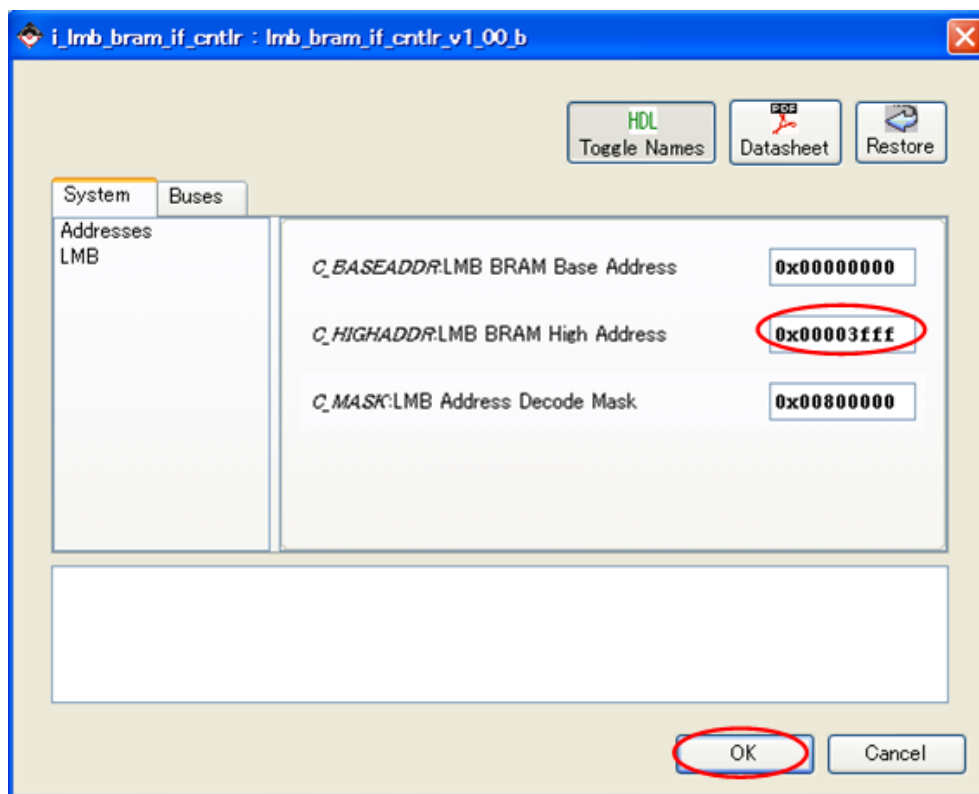 i_lmb_bram_if_cntlr : lmb_bram_if_cntlr_v1_00_b
HDL
Toggle Names
PDF
Datasheet
Restore
System
Buses
Addresses
LMB
C_BASEADDR:LMB BRAM Base Address
0x00000000
C_HIGHADDR:LMB BRAM High Address
0x00003fff
C_MASK:LMB Address Decode Mask
0x00800000
OK
Cancel